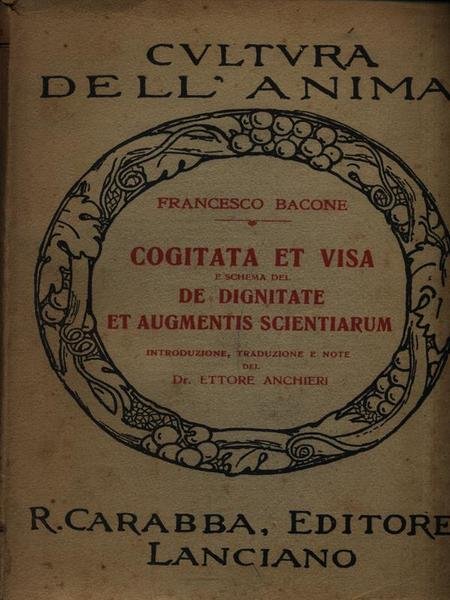 CVLTVRA
DELL'ANIMA
FRANCESCO BACONE
COGITATA ET VISA
E SCHEMA DEL
DE DIGNITATE
ET AUGMENTIS SCIENTIARUM
INTRODUZIONE, TRADUZIONE E NOTE
DEL
Dr. ETTORE ANCHIERI
R. CARABBA, EDITORE
LANCIANO